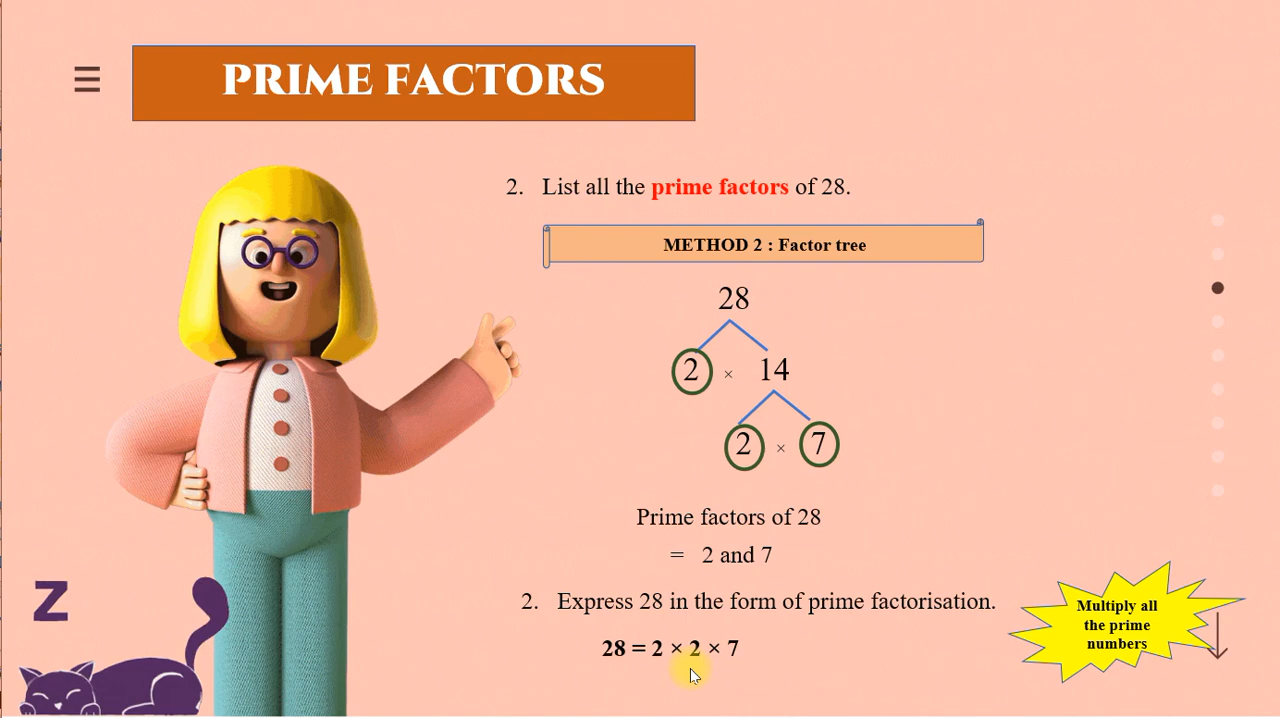 PRIME FACTORS
2. List all the prime factors of 28.
METHOD 2 : Factor tree
28
2 × 14
2 × 7
Prime factors of 28
= 2 and 7
2. Express 28 in the form of prime factorisation.
28 = 2 × 2 × 7
Multiply all
the prime
numbers
Z